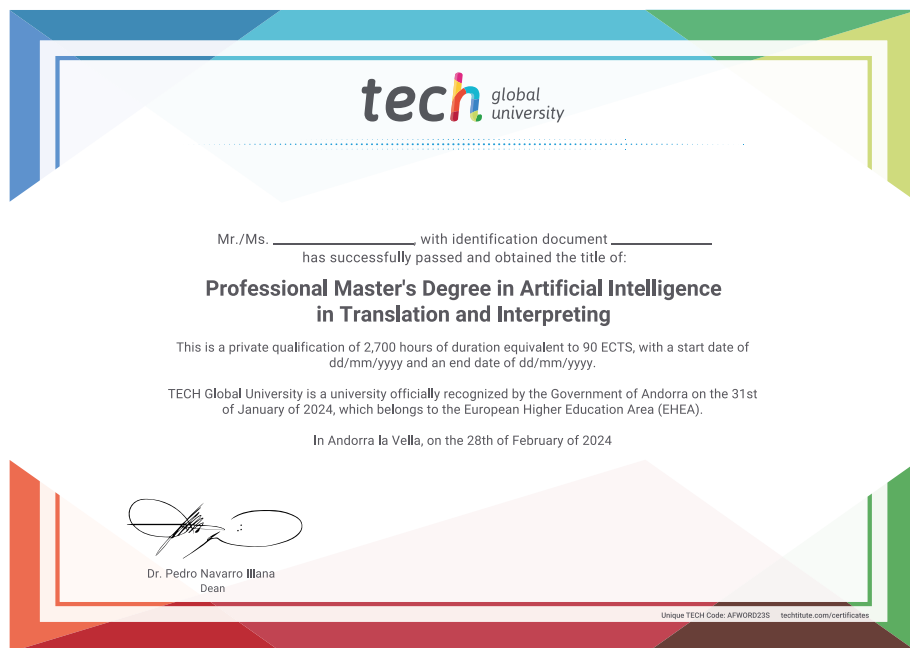 tech global
university
Mr./Ms. ____________, with identification document ____________
has successfully passed and obtained the title of:
Professional Master's Degree in Artificial Intelligence
in Translation and Interpreting
This is a private qualification of 2,700 hours of duration equivalent to 90 ECTS, with a start date of
dd/mm/yyyy and an end date of dd/mm/yyyy.
TECH Global University is a university officially recognized by the Government of Andorra on the 31st
of January of 2024, which belongs to the European Higher Education Area (EHEA).
In Andorra la Vella, on the 28th of February of 2024
Dr. Pedro Navarro Illana
Dean
Unique TECH Code: AFWORD23S techtitute.com/certificates